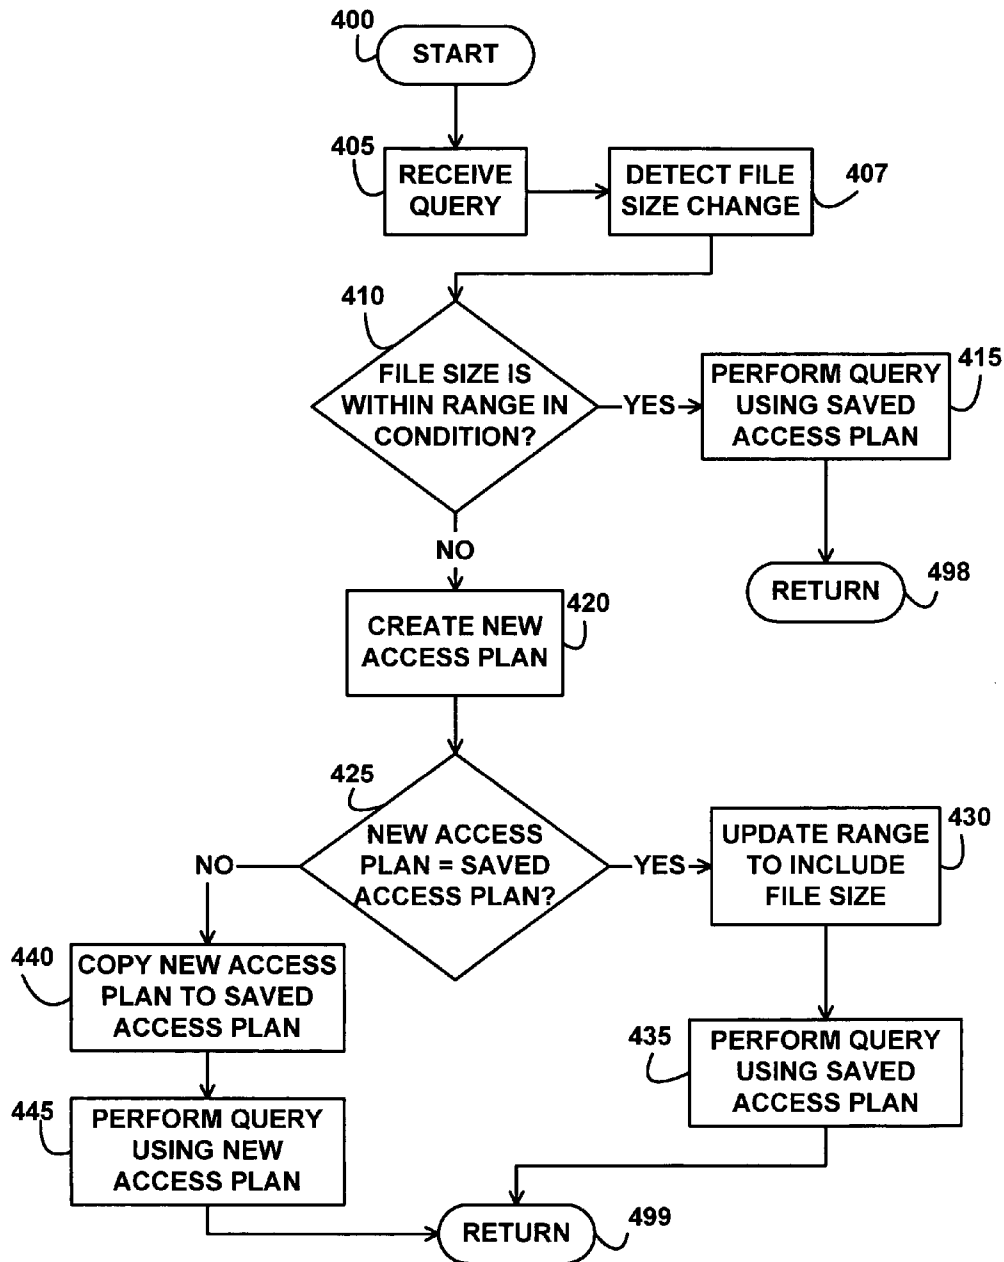 400
START
405
RECEIVE
QUERY
DETECT FILE
SIZE CHANGE
407
410
FILE SIZE IS
WITHIN RANGE IN
CONDITION?
YES
PERFORM QUERY
USING SAVED
ACCESS PLAN
415
NO
RETURN
498
CREATE NEW
ACCESS PLAN
420
425
NEW ACCESS
PLAN = SAVED
ACCESS PLAN?
NO
YES
UPDATE RANGE
TO INCLUDE
FILE SIZE
430
440
COPY NEW ACCESS
PLAN TO SAVED
ACCESS PLAN
435
PERFORM QUERY
USING SAVED
ACCESS PLAN
445
PERFORM QUERY
USING NEW
ACCESS PLAN
RETURN
499